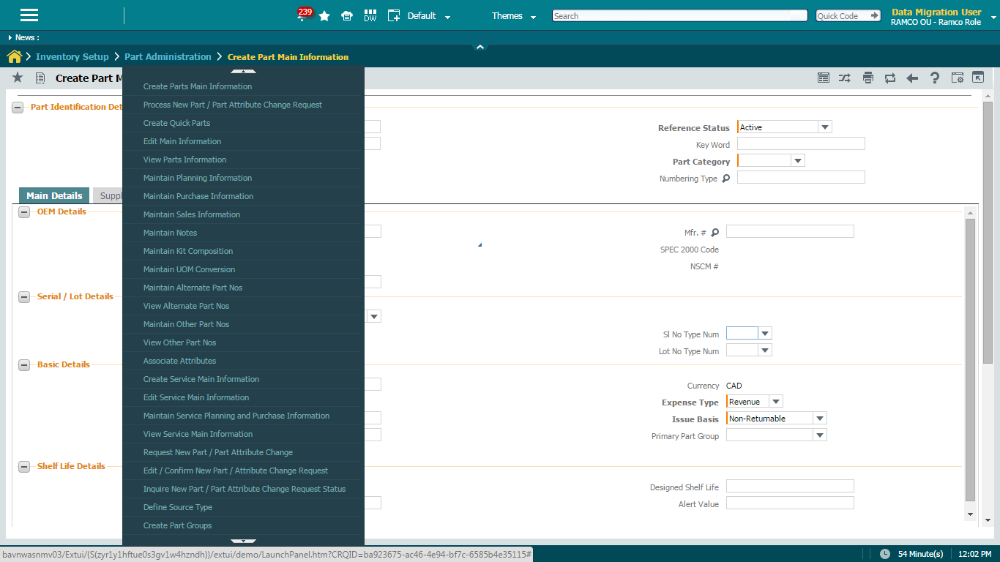 239
DW
Default
Themes
Search
Quick Code
Data Migration User
RAMCO OU - Ramco Role
News :
Inventory Setup
Part Administration
Create Part Main Information
Create Part M
Part Identification Det
Reference Status
Active
Key Word
Part Category
Numbering Type
Main Details
Suppl
OEM Details
Mfr. #
SPEC 2000 Code
NSCM #
Serial / Lot Details
Sl No Type Num
Lot No Type Num
Basic Details
Currency
CAD
Expense Type
Revenue
Issue Basis
Non-Returnable
Primary Part Group
Shelf Life Details
Designed Shelf Life
Alert Value
Create Parts Main Information
Process New Part / Part Attribute Change Request
Create Quick Parts
Edit Main Information
View Parts Information
Maintain Planning Information
Maintain Purchase Information
Maintain Sales Information
Maintain Notes
Maintain Kit Composition
Maintain UOM Conversion
Maintain Alternate Part Nos
View Alternate Part Nos
Maintain Other Part Nos
View Other Part Nos
Associate Attributes
Create Service Main Information
Edit Service Main Information
Maintain Service Planning and Purchase Information
View Service Main Information
Request New Part / Part Attribute Change
Edit / Confirm New Part / Attribute Change Request
Inquire New Part / Part Attribute Change Request Status
Define Source Type
Create Part Groups
bavnwasnmv03/Extui/(S(zyr1y1hftue0s3gv1w4hzndh))/extui/demo/LaunchPanel.htm?CRQID=ba923675-ac46-4e94-bf7c-6585b4e35115#
54 Minute(s)
12:02 PM